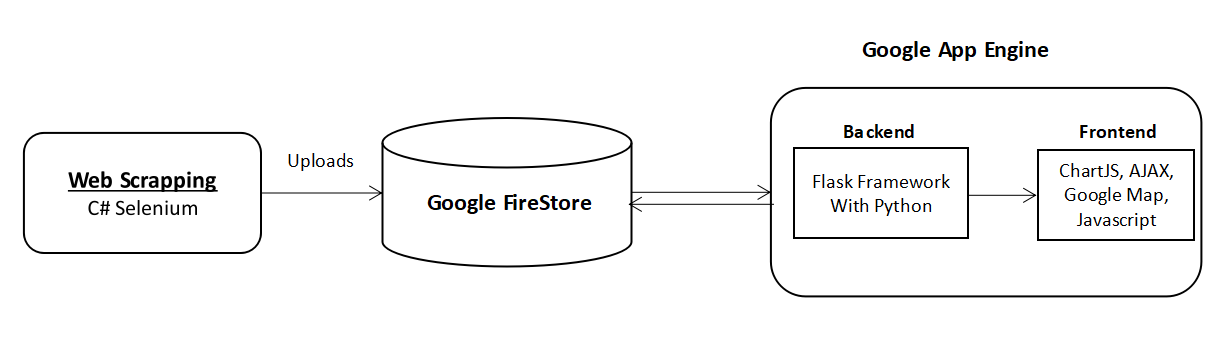 Google App Engine
Web Scrapping
C# Selenium
Uploads
Google FireStore
Backend
Flask Framework
With Python
Frontend
ChartJS, AJAX,
Google Map,
Javascript